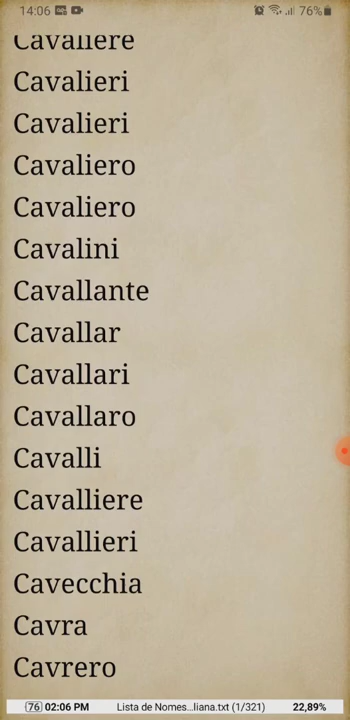 14:06 76%
Cavaliere
Cavalieri
Cavalieri
Cavaliero
Cavaliero
Cavalini
Cavallante
Cavallar
Cavallari
Cavallaro
Cavalli
Cavalliere
Cavallieri
Cavecchia
Cavra
Cavrero
76 02:06 PM Lista de Nomes...liana.txt (1/321) 22,89%